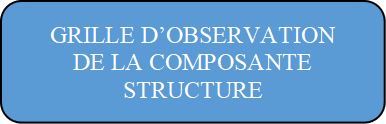 GRILLE D’OBSERVATION
DE LA COMPOSANTE
STRUCTURE